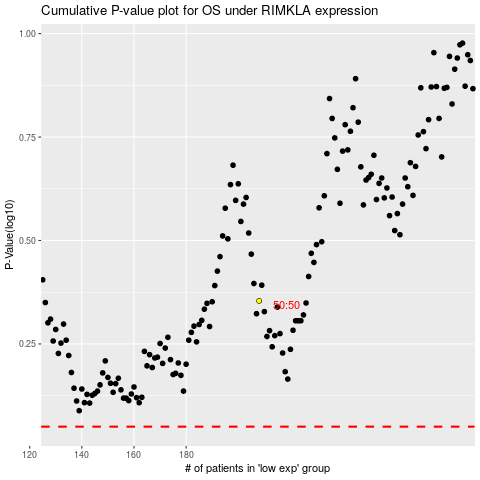 Cumulative P-value plot for OS under RIMKLA expression
1.00
0.75
P-Value(log10)
0.50
50:50
0.25
120 140 160 180
# of patients in 'low exp' group